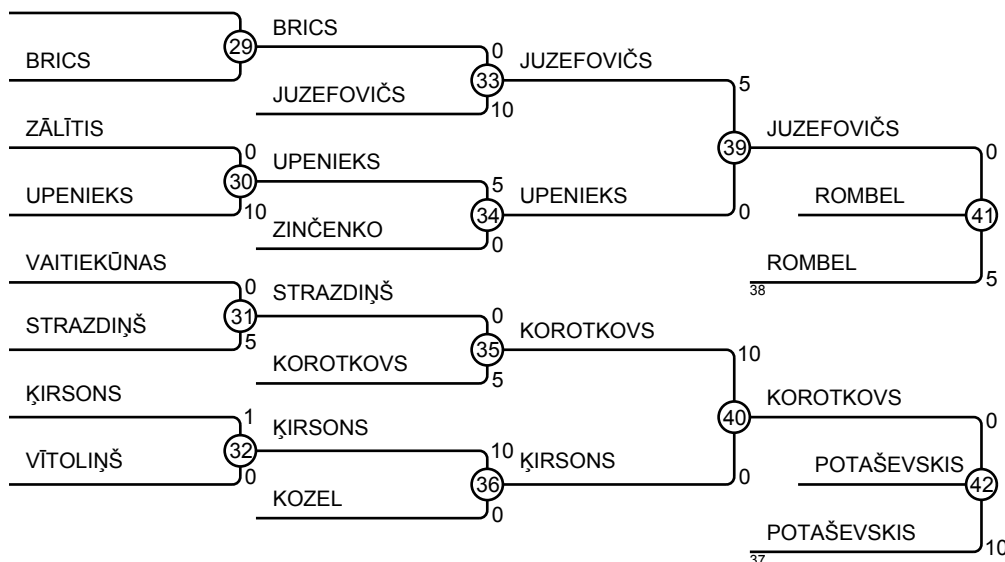 BRICS
29
BRICS
0
33
JUZEFOVIČS
10
JUZEFOVIČS
5
ZĀLĪTIS
0
30
UPENIEKS
10
UPENIEKS
5
34
ZINČENKO
0
UPENIEKS
0
39
JUZEFOVIČS
0
ROMBEL
41
ROMBEL
38
5
VAITIEKŪNAS
0
31
STRAZDIŅŠ
5
STRAZDIŅŠ
0
35
KOROTKOVS
5
KOROTKOVS
10
ĶIRSONS
1
32
VĪTOLIŅŠ
0
ĶIRSONS
10
36
KOZEL
0
ĶIRSONS
0
40
KOROTKOVS
0
POTAŠEVSKIS
42
POTAŠEVSKIS
37
10